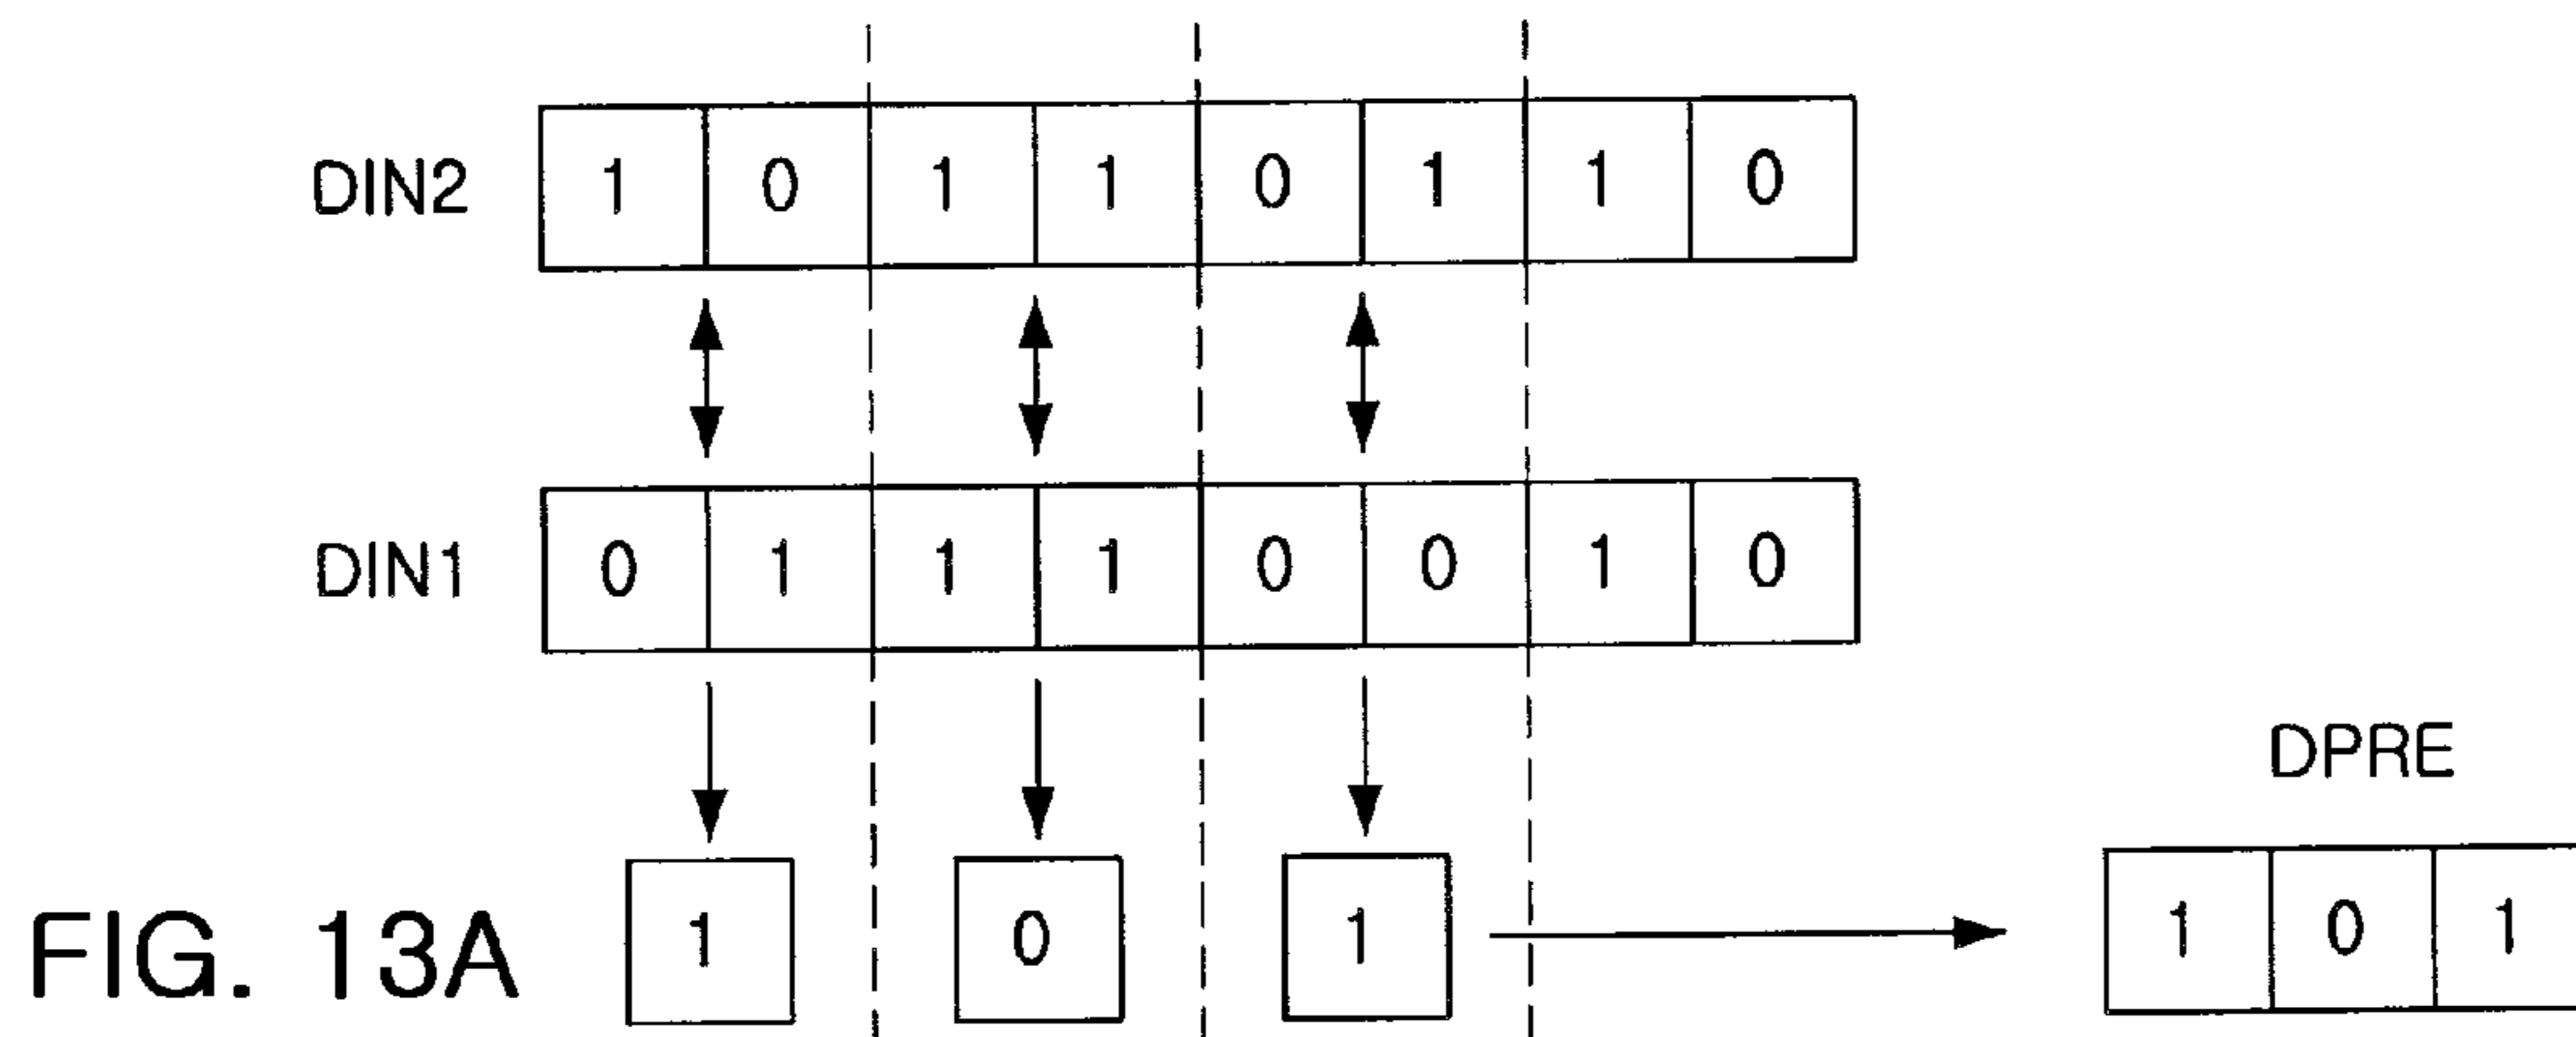 DIN2 1 0 1 1 0 1 1 0
DIN1 0 1 1 1 0 0 1 0
DPRE
FIG. 13A 1 0 1 1 0 1